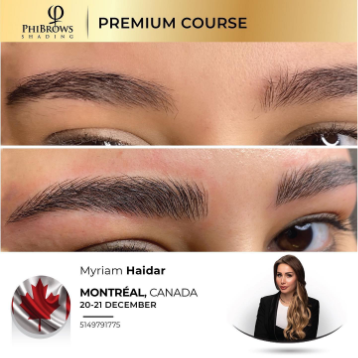 PHIBROWS
SHADING
PREMIUM COURSE
Myriam Haidar
MONTRÉAL, CANADA
20-21 DECEMBER
5149791775